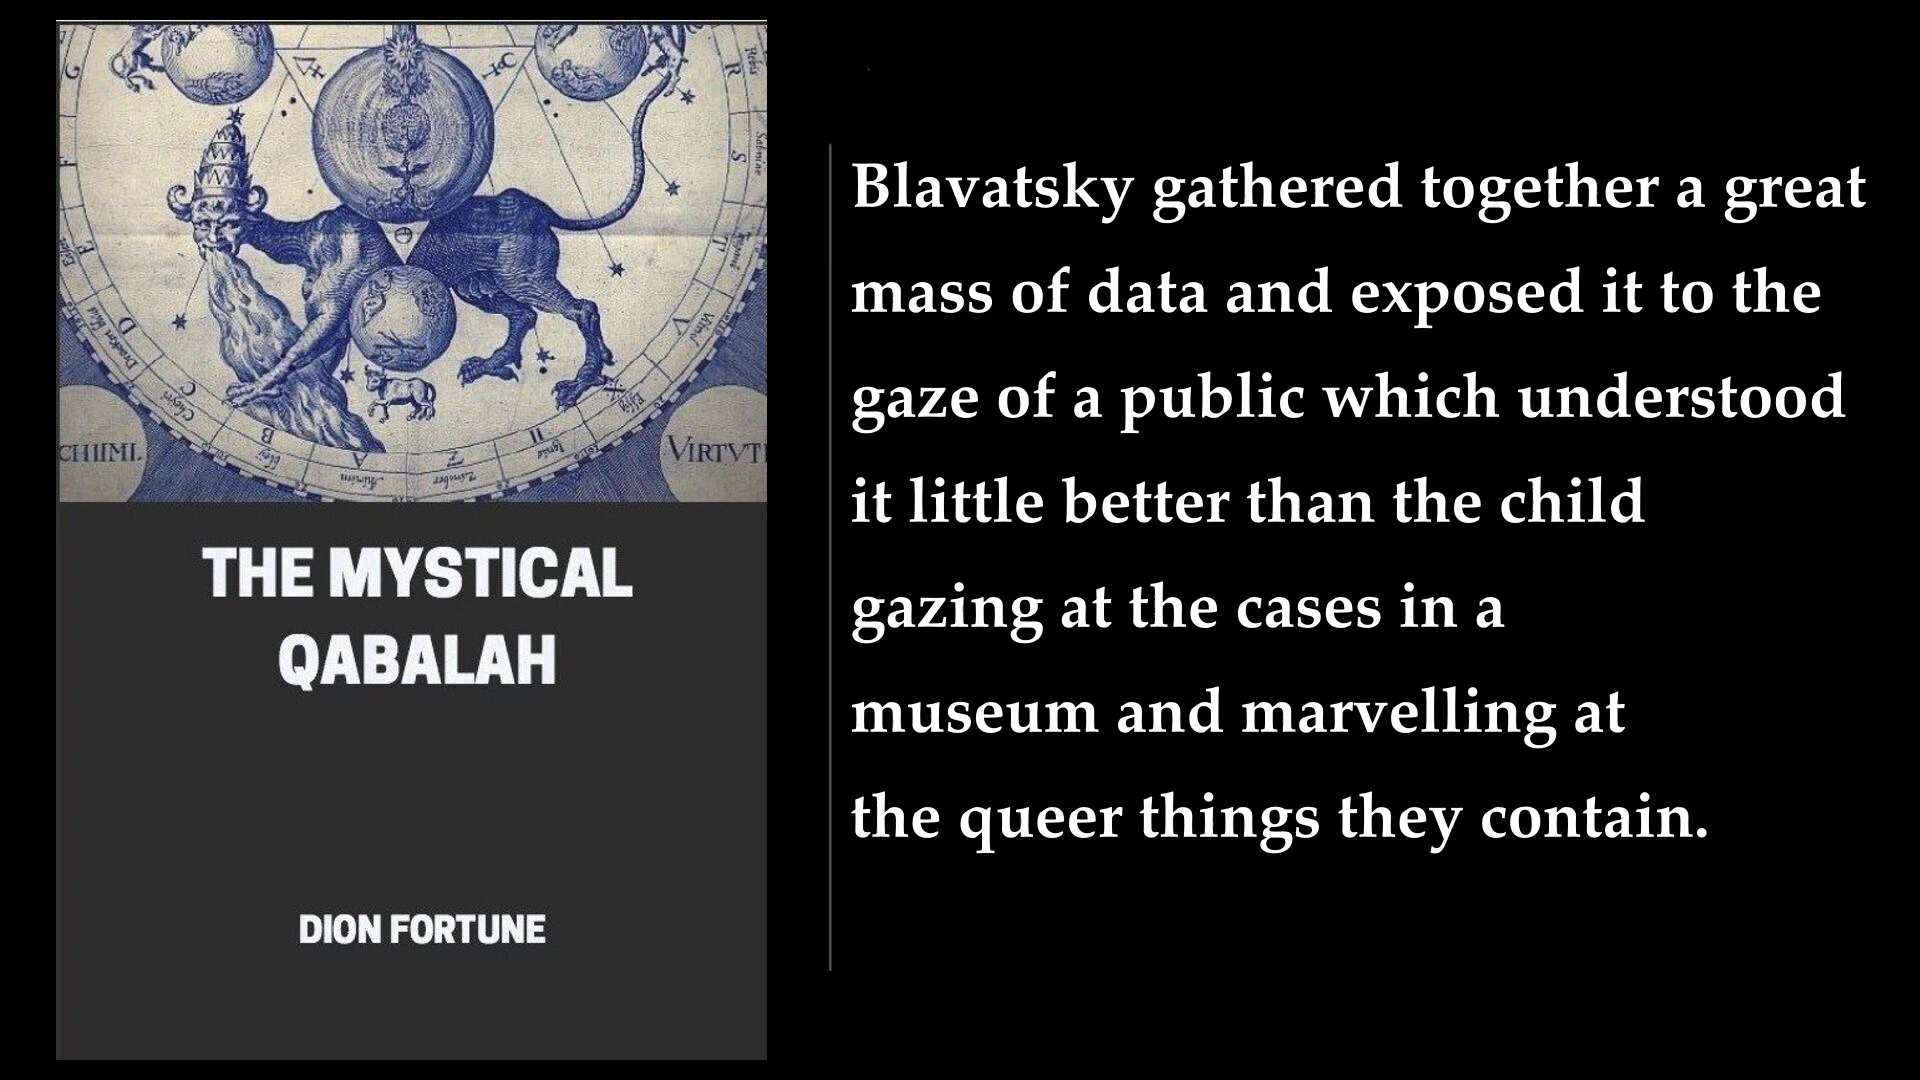 CHIIMI.
VIRTVT
THE MYSTICAL
QABALAH
DION FORTUNE
Blavatsky gathered together a great
mass of data and exposed it to the
gaze of a public which understood
it little better than the child
gazing at the cases in a
museum and marvelling at
the queer things they contain.